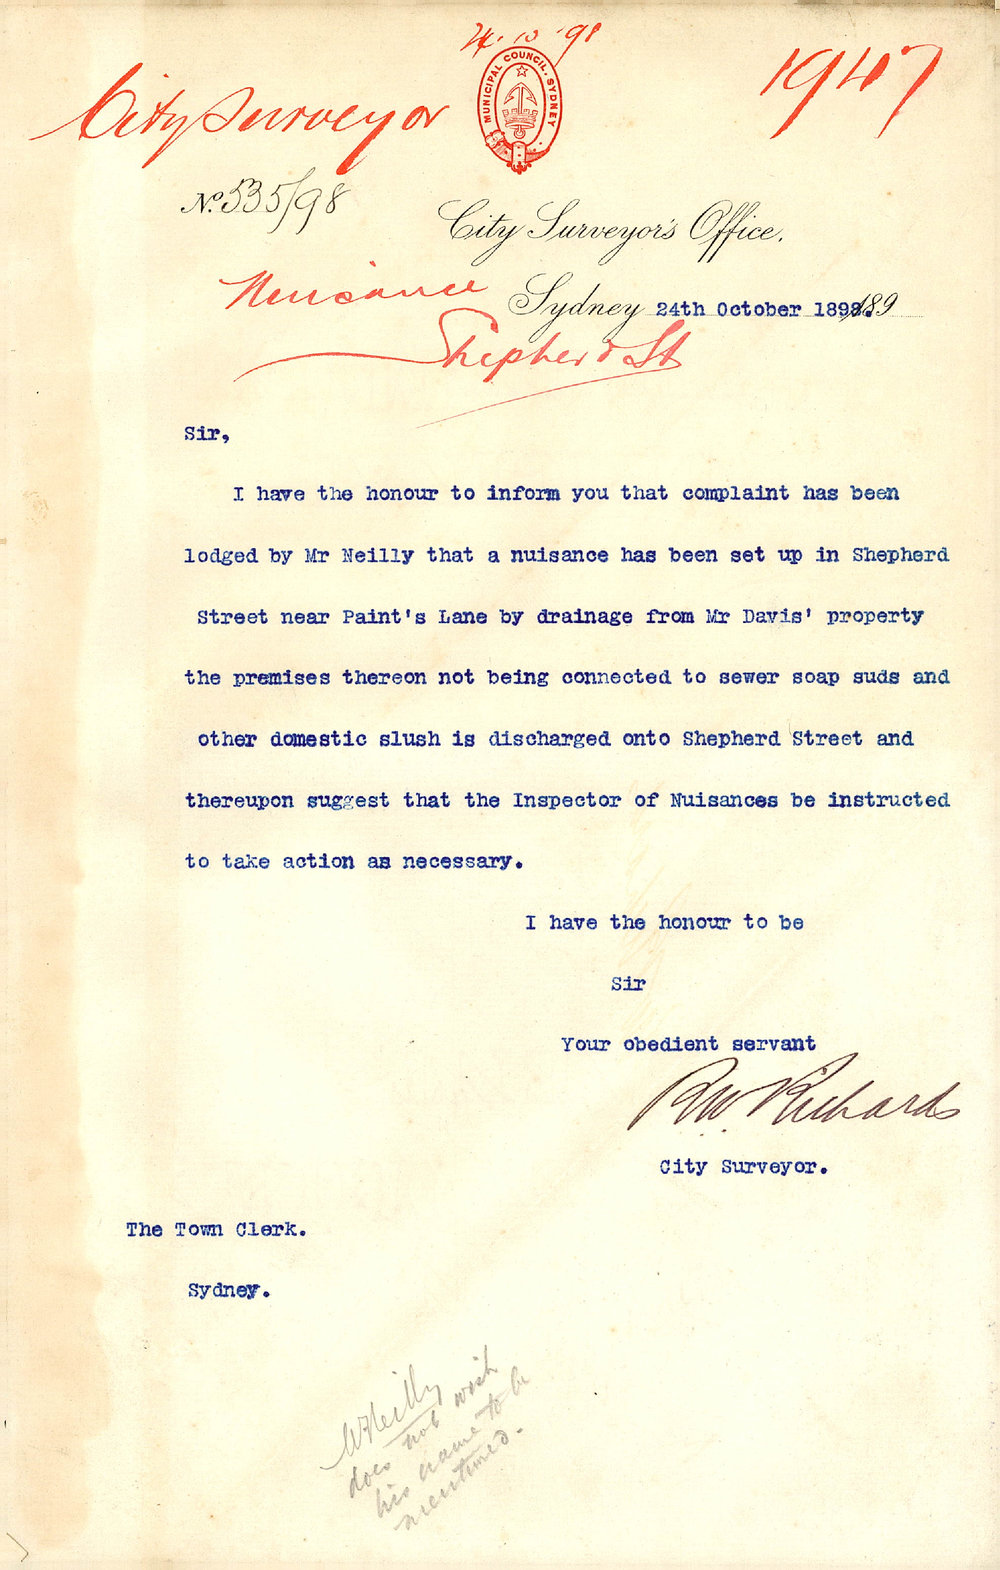 24.10.98
MUNICIPAL COUNCIL, SYDNEY
City Surveyor
1947
No. 535/98
City Surveyor's Office.
Nuisance
Sydney 24th October 1898. 189
Shepherd St
Sir,
I have the honour to inform you that complaint has been
lodged by Mr Neilly that a nuisance has been set up in Shepherd
Street near Paint's Lane by drainage from Mr Davis' property
the premises thereon not being connected to sewer soap suds and
other domestic slush is discharged onto Shepherd Street and
thereupon suggest that the Inspector of Nuisances be instructed
to take action as necessary.
I have the honour to be
Sir
Your obedient servant
R W. Richards
City Surveyor.
The Town Clerk.
Sydney.
Neilly
does not wish
his name to be
mentioned.